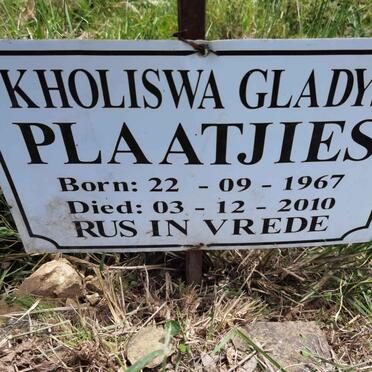 KHOLISWA GLADY
PLAATJIES
Born: 22 - 09 - 1967
Died: 03 - 12 - 2010
RUS IN VREDE